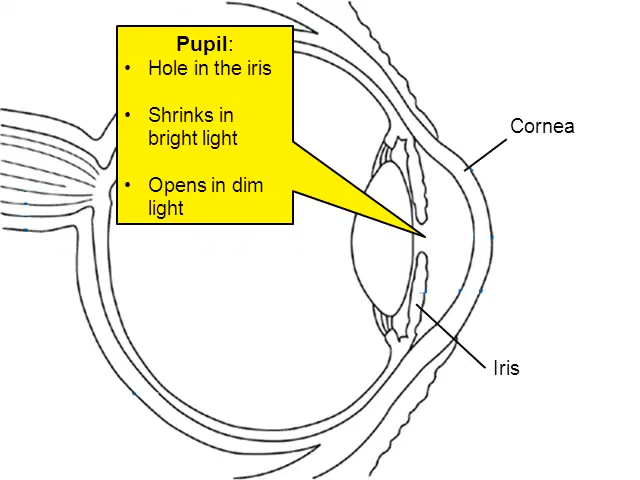 Pupil:
• Hole in the iris
• Shrinks in
bright light
• Opens in dim
light
Cornea
Iris